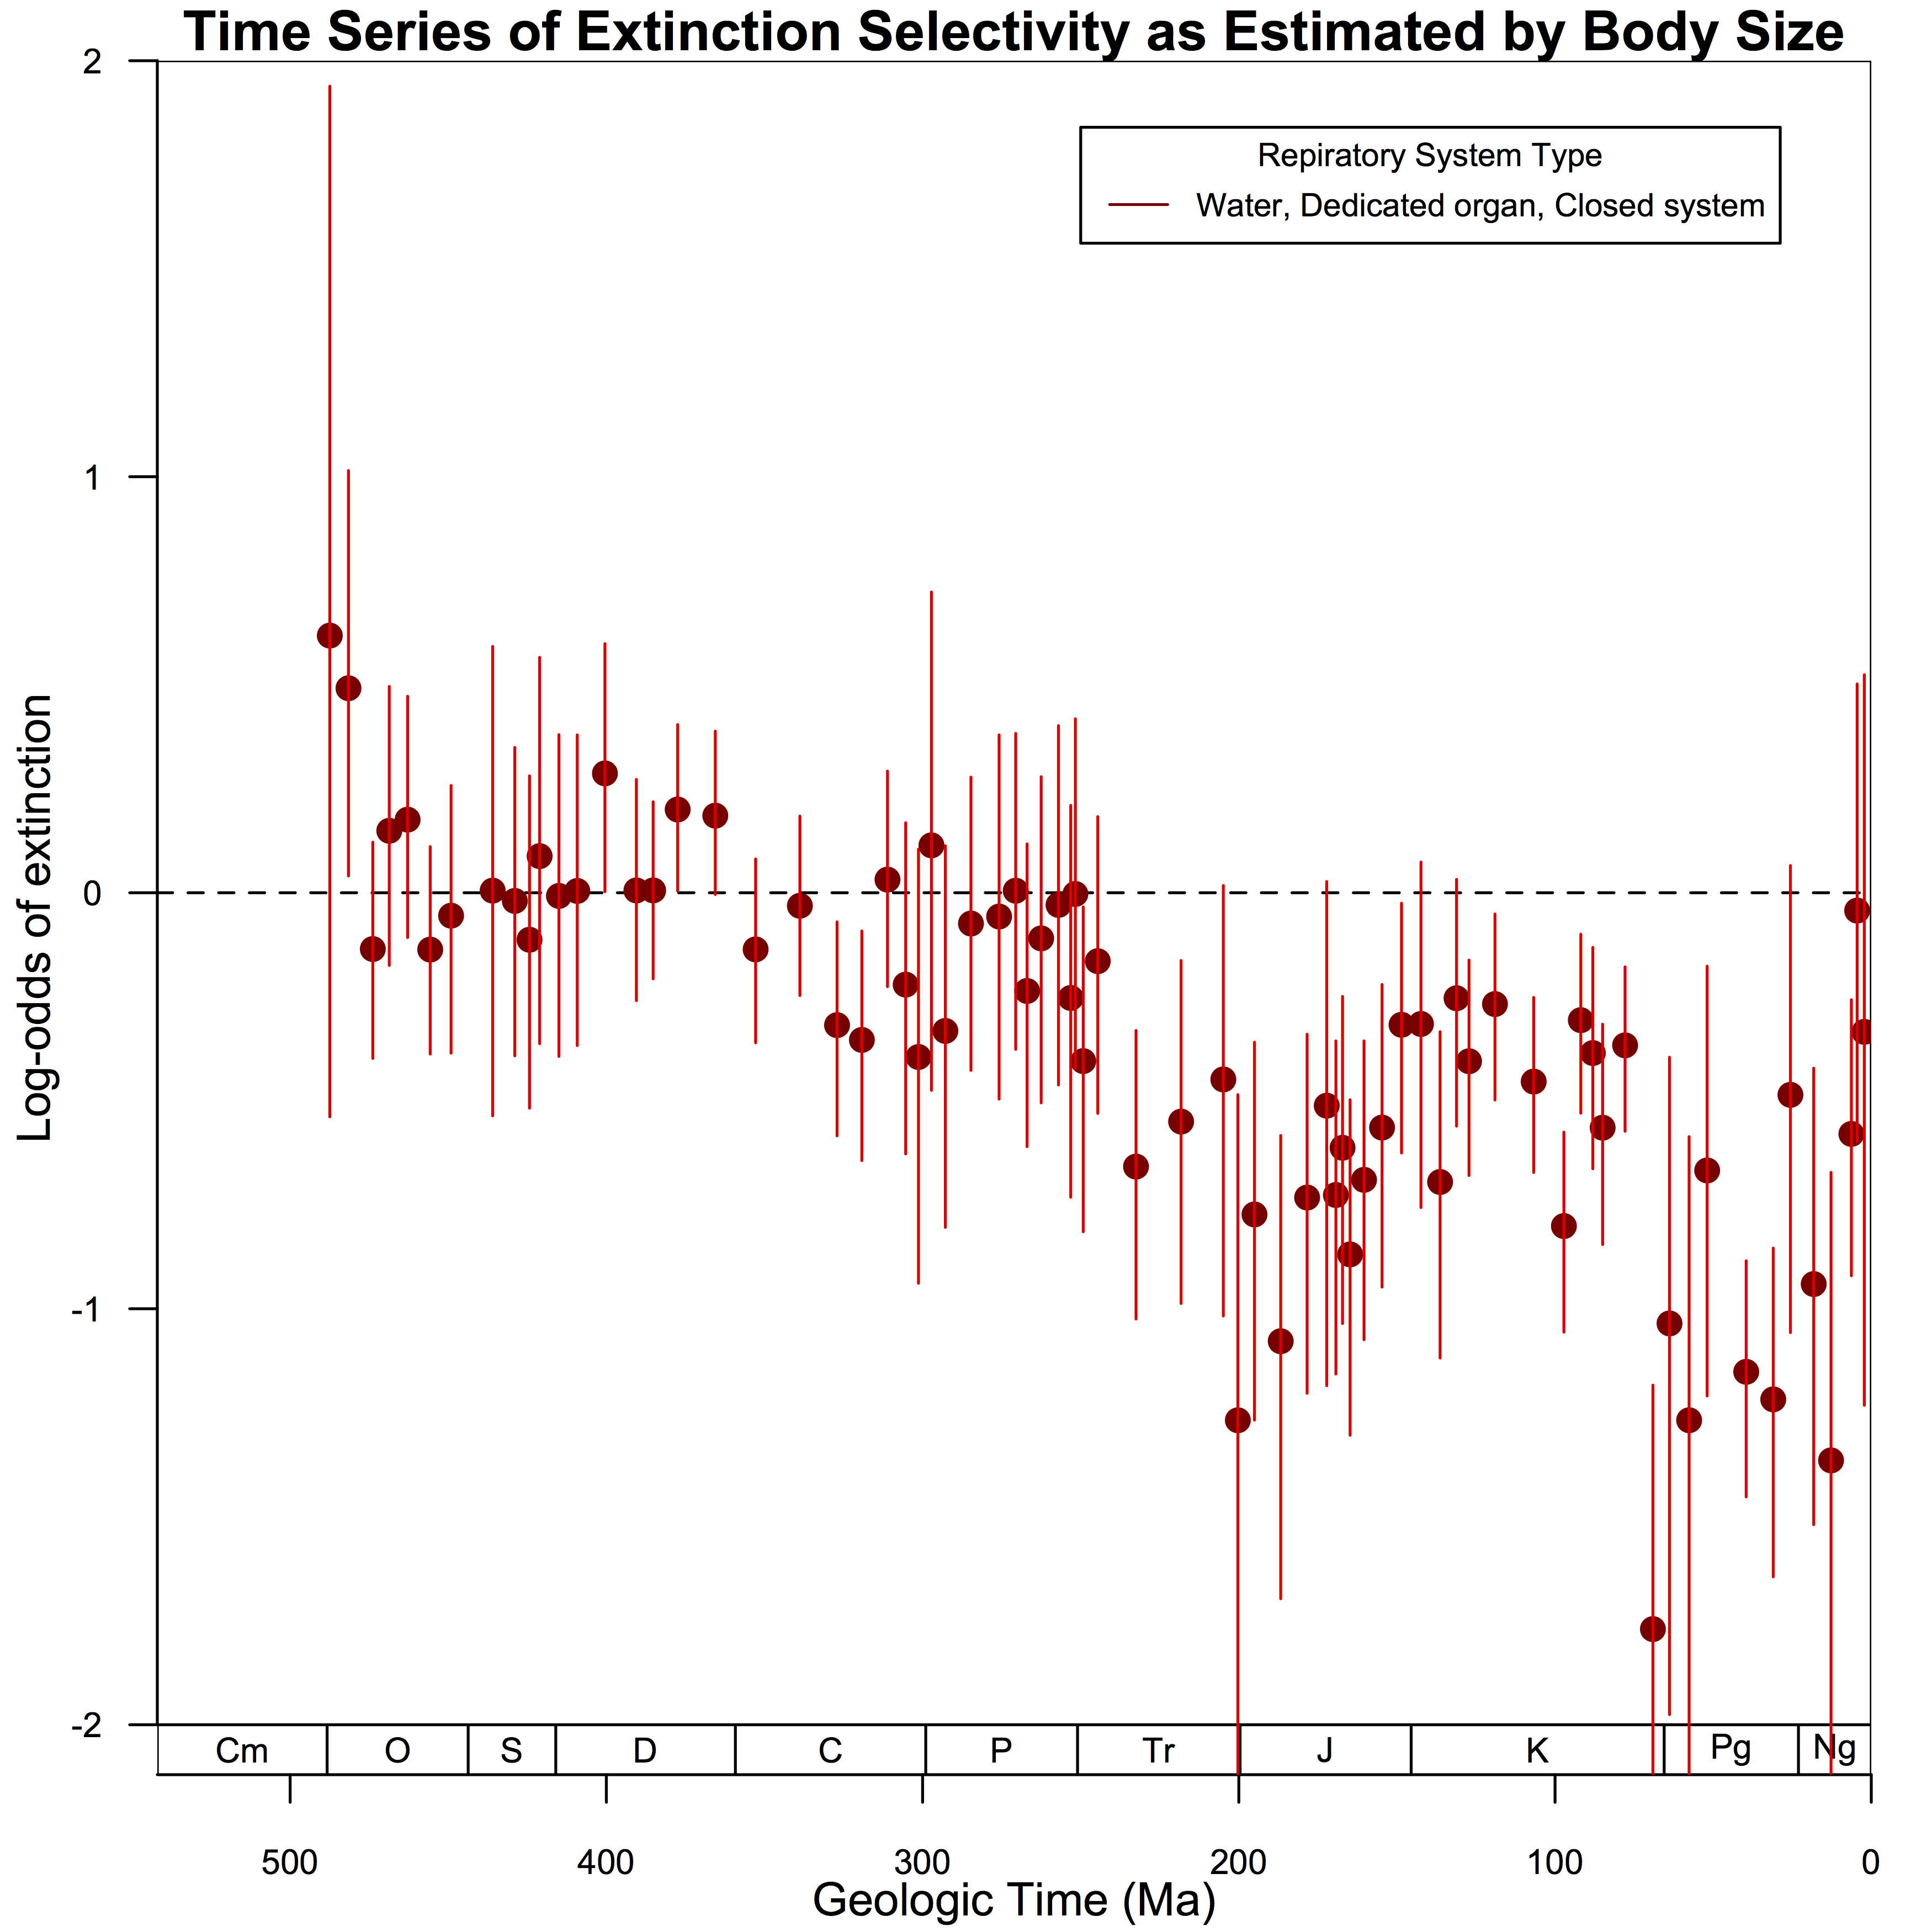 Time Series of Extinction Selectivity as Estimated by Body Size
Repiratory System Type
Water, Dedicated organ, Closed system
Log-odds of extinction
2
1
0
-1
-2
Cm O S D C P Tr J K Pg Ng
500 400 300 200 100 0
Geologic Time (Ma)